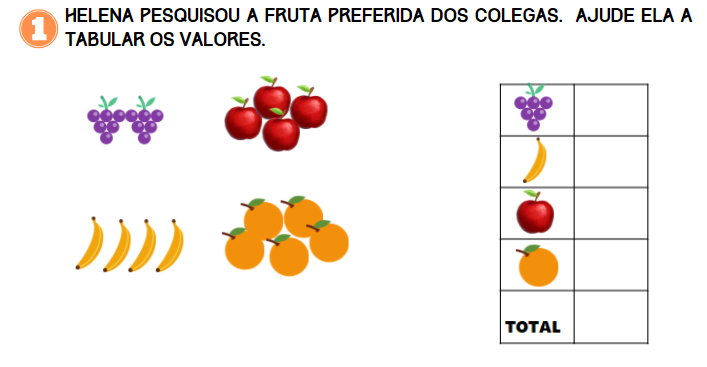 1
HELENA PESQUISOU A FRUTA PREFERIDA DOS COLEGAS. AJUDE ELA A
TABULAR OS VALORES.
TOTAL